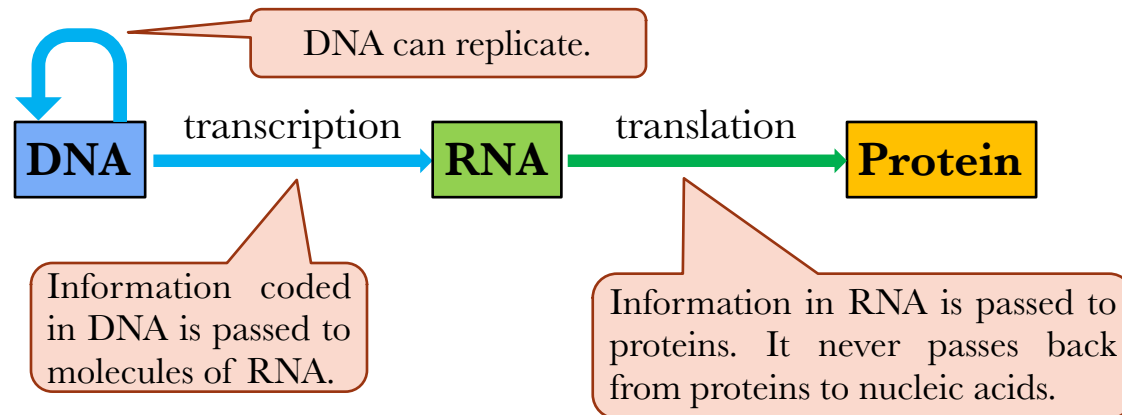 DNA can replicate.
transcription
translation
DNA
RNA
Protein
Information coded
in DNA is passed to
molecules of RNA.
Information in RNA is passed to
proteins. It never passes back
from proteins to nucleic acids.